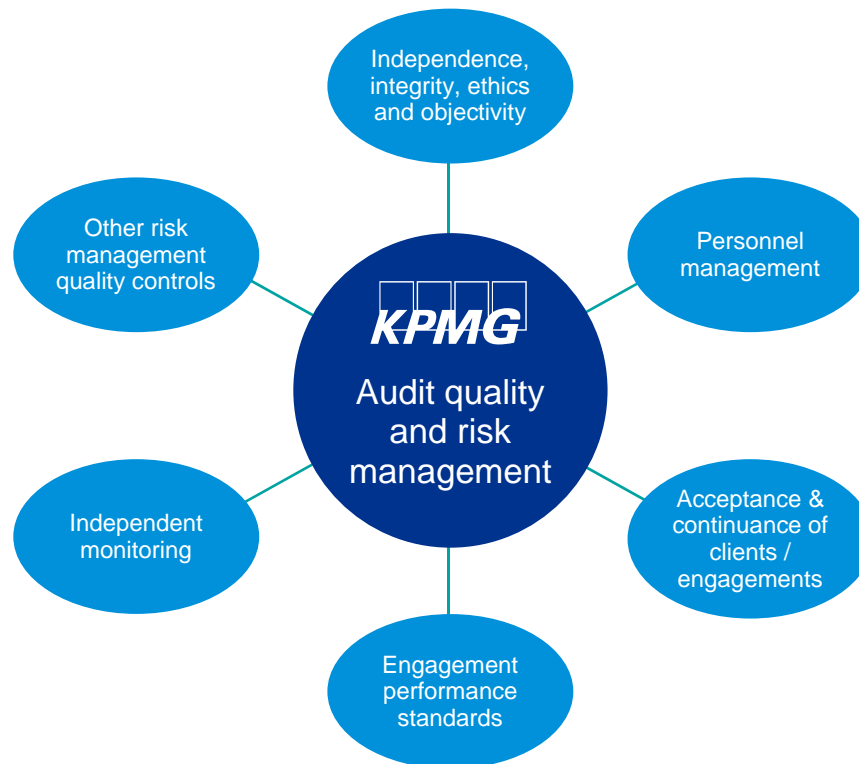 Independence,
integrity, ethics
and objectivity
Other risk
management
quality controls
Personnel
management
KPMG
Audit quality
and risk
management
Independent
monitoring
Acceptance &
continuance of
clients /
engagements
Engagement
performance
standards